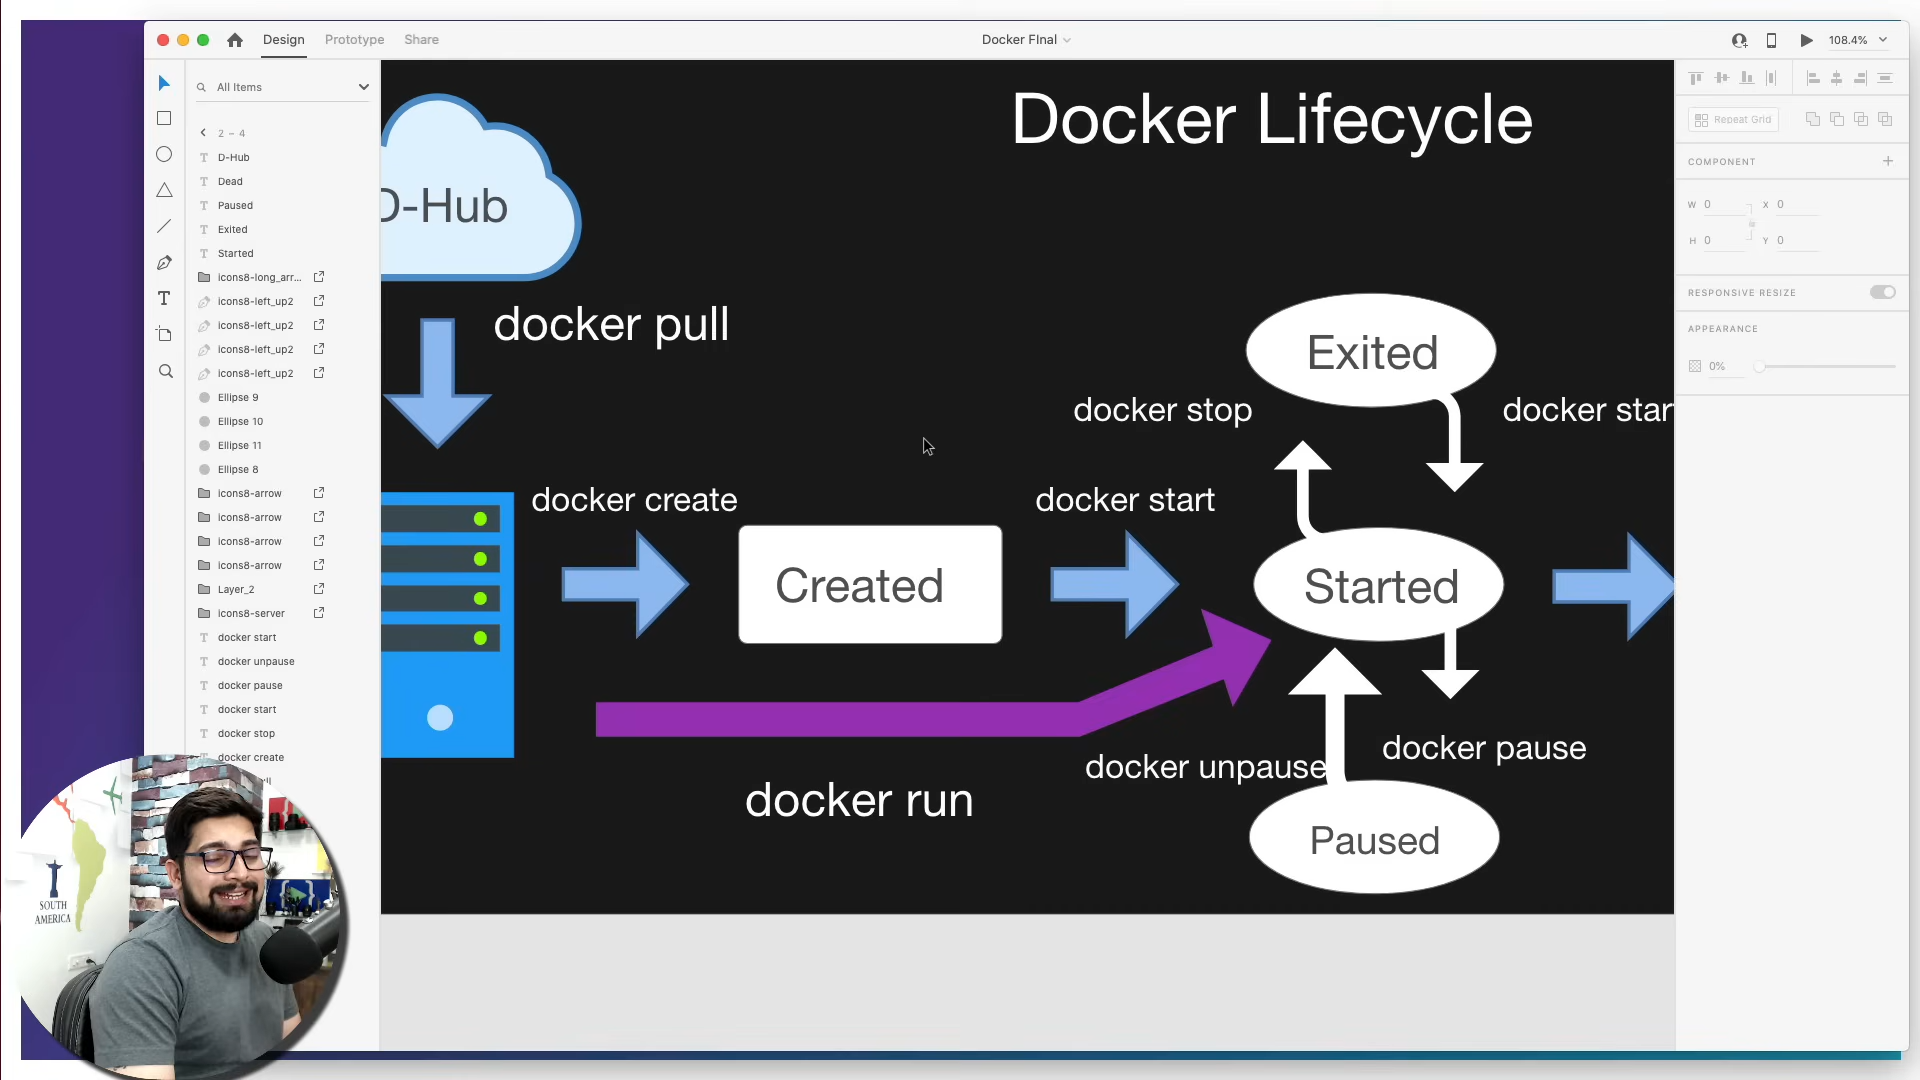 Design
Prototype
Share
Docker FInal
108.4%
All Items
2 – 4
D-Hub
Dead
Paused
Exited
Started
icons8-long_arr...
icons8-left_up2
icons8-left_up2
icons8-left_up2
icons8-left_up2
Ellipse 9
Ellipse 10
Ellipse 11
Ellipse 8
icons8-arrow
icons8-arrow
icons8-arrow
icons8-arrow
Layer_2
icons8-server
docker start
docker unpause
docker pause
docker start
docker stop
docker create
Docker Lifecycle
D-Hub
docker pull
Exited
docker stop
docker star
docker create
docker start
Created
Started
docker unpause
docker pause
docker run
Paused
Repeat Grid
COMPONENT
W 0
X 0
H 0
Y 0
RESPONSIVE RESIZE
APPEARANCE
0%
SOUTH
AMERICA